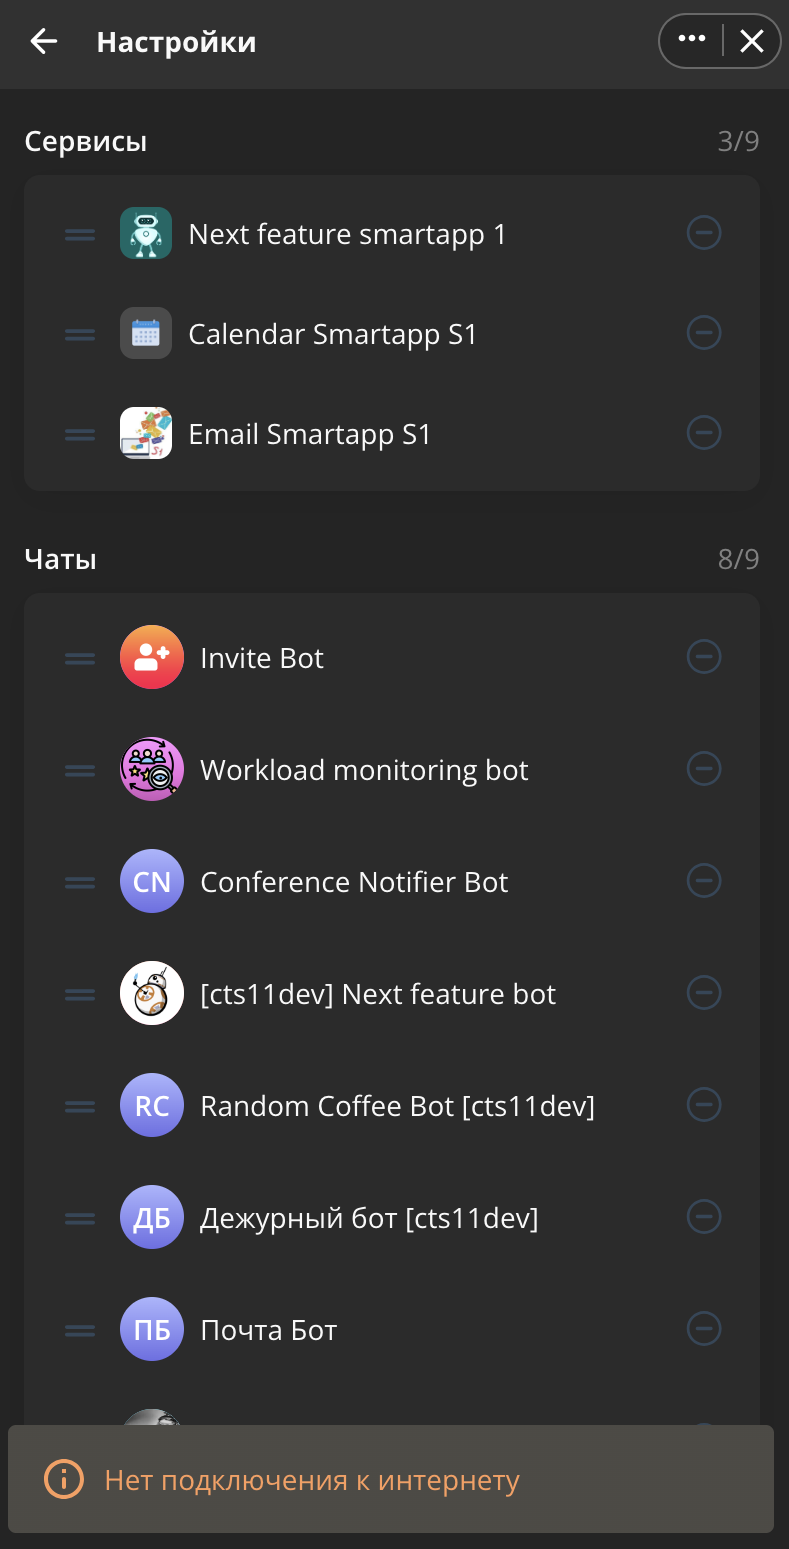 Настройки
Сервисы 3/9
Next feature smartapp 1
Calendar Smartapp S1
Email Smartapp S1
Чаты 8/9
Invite Bot
Workload monitoring bot
CN Conference Notifier Bot
[cts11dev] Next feature bot
RC Random Coffee Bot [cts11dev]
ДБ Дежурный бот [cts11dev]
ПБ Почта Бот
Нет подключения к интернету